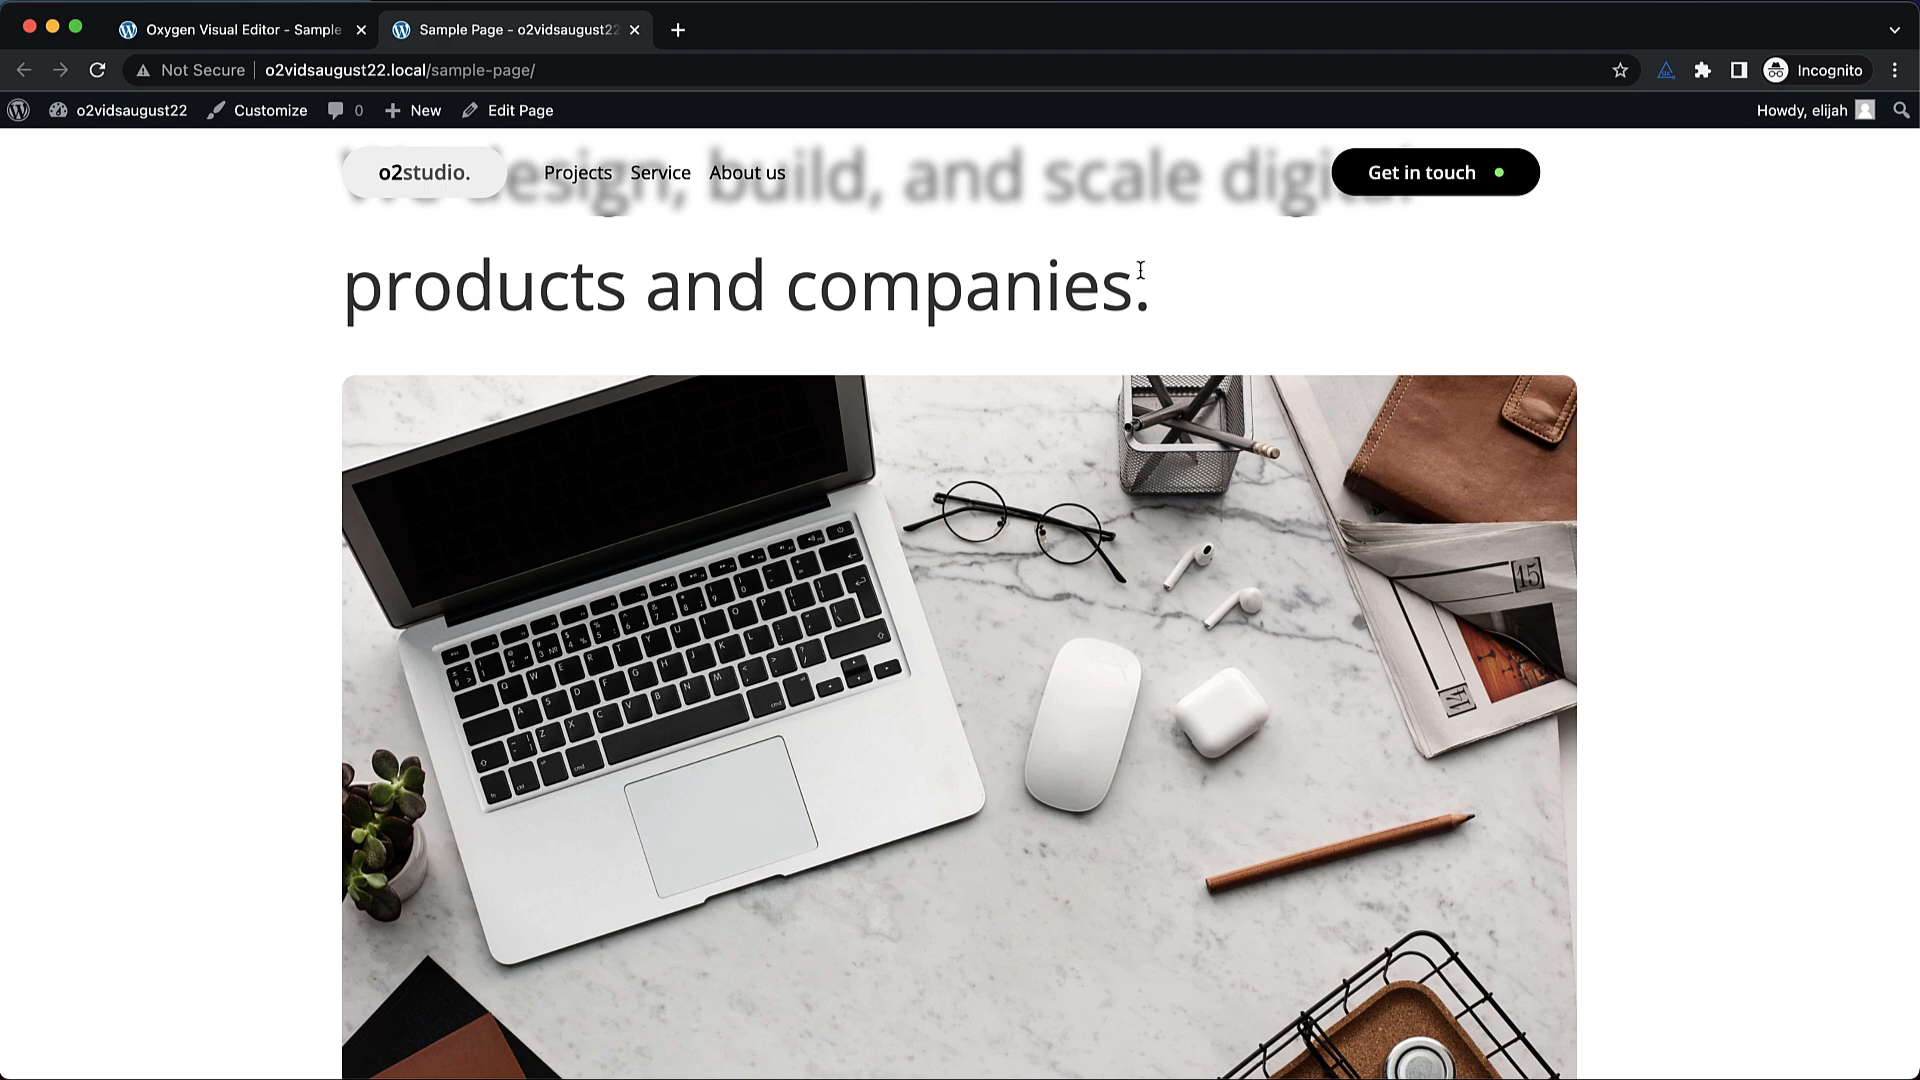 Oxygen Visual Editor - Sample
Sample Page - o2vidsaugust22
Not Secure
o2vidsaugust22.local/sample-page/
Incognito
o2vidsaugust22
Customize
0
New
Edit Page
Howdy, elijah
o2studio.
Projects
Service
About us
Get in touch
design, build, and scale digital
products and companies.
15